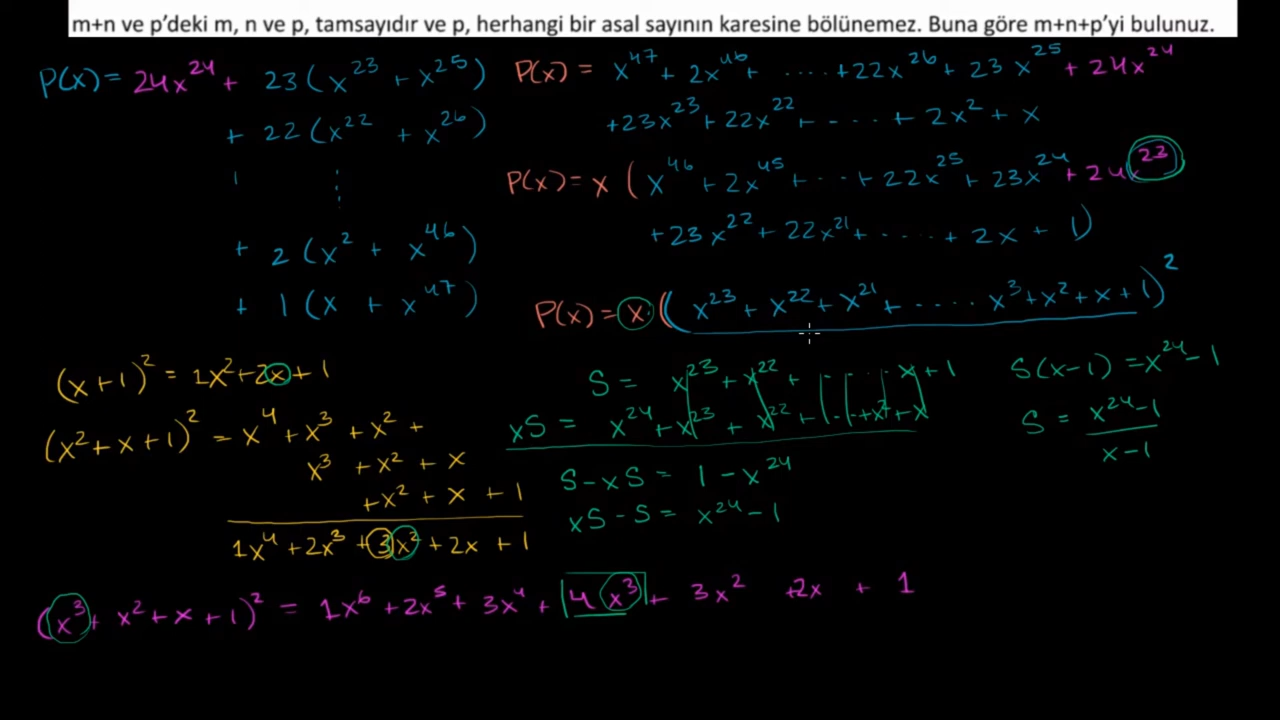 m+n ve p'deki m, n ve p, tamsayıdır ve p, herhangi bir asal sayının karesine bölünemez. Buna göre m+n+p'yi bulunuz.
P(x) = 24x^24 + 23(x^23 + x^25)
+ 22(x^22 + x^26)
+ 2(x^2 + x^46)
+ 1(x + x^47)
P(x) = x^47 + 2x^46 + ..... + 22x^26 + 23x^25 + 24x^24
+23x^23 + 22x^22 + ..... + 2x^2 + x
P(x) = x(x^46 + 2x^45 + .... + 22x^25 + 23x^24 + 24x^23
+23x^22 + 22x^21 + ..... + 2x + 1)
P(x) = x((x^23 + x^22 + x^21 + ..... x^3 + x^2 + x + 1)^2
(x+1)^2 = 1x^2 + 2x + 1
(x^2 + x + 1)^2 = x^4 + x^3 + x^2 +
x^3 + x^2 + x
+x^2 + x + 1
1x^4 + 2x^3 + 3x^2 + 2x + 1
S = x^23 + x^22 + ..... x + 1
xS = x^24 + x^23 + x^22 + ..... +x^2 + x
S - xS = 1 - x^24
xS - S = x^24 - 1
S(x-1) = x^24 - 1
S = x^24 - 1
x - 1
(x^3 + x^2 + x + 1)^2 = 1x^6 + 2x^5 + 3x^4 + 4x^3 + 3x^2 +2x + 1